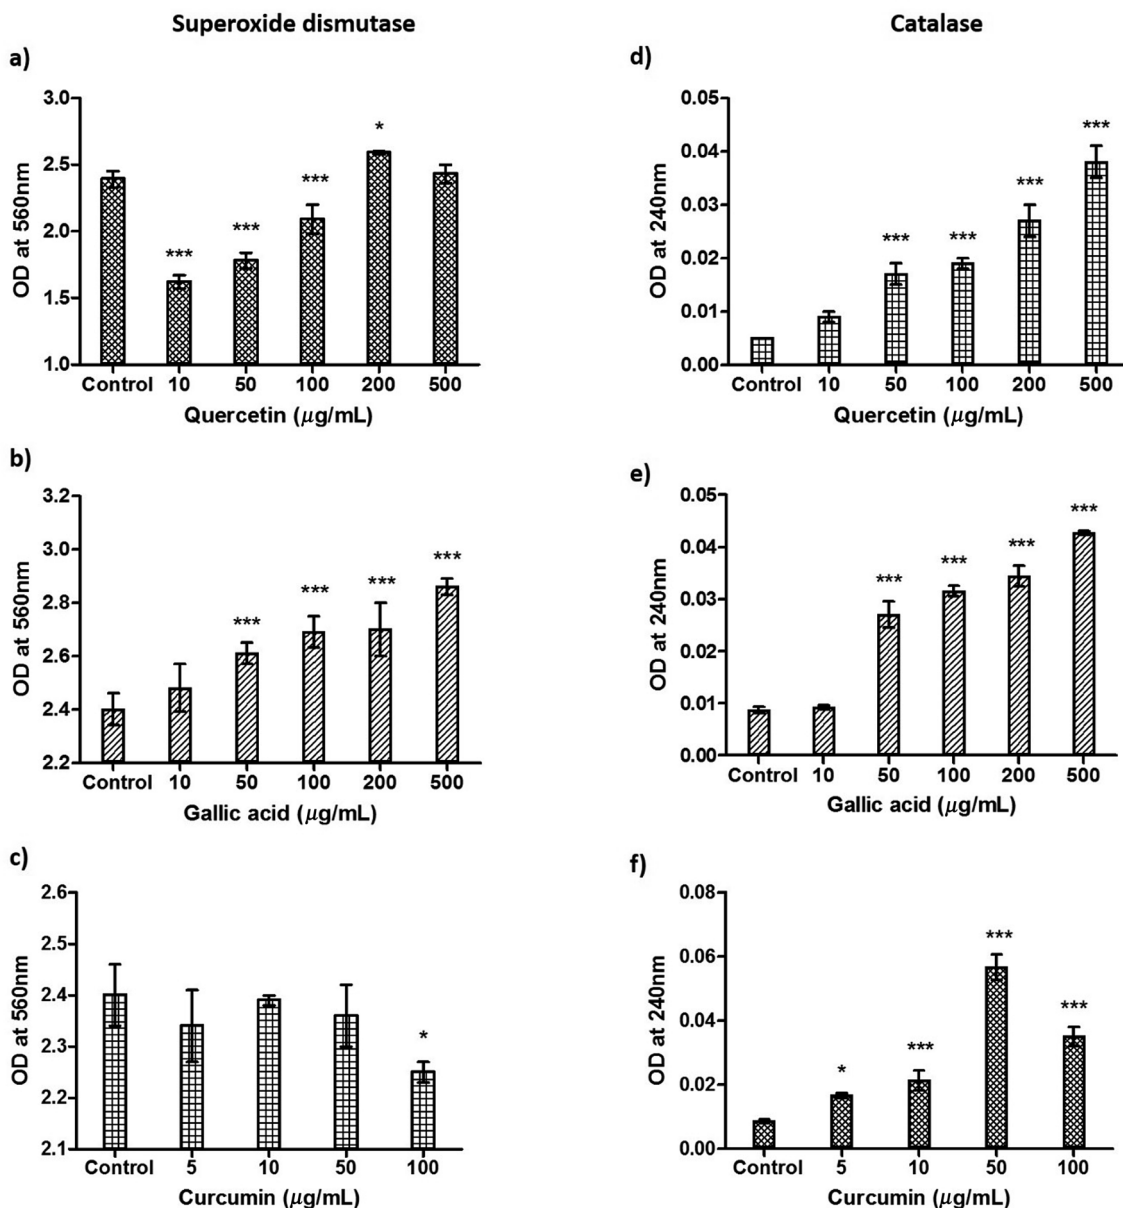 Superoxide dismutase
Catalase
a)
3.0
2.5
2.0
1.5
1.0
OD at 560nm
***
***
***
*
Control 10 50 100 200 500
Quercetin (μg/mL)
d)
0.05
0.04
0.03
0.02
0.01
0.00
OD at 240nm
***
***
***
***
Control 10 50 100 200 500
Quercetin (μg/mL)
b)
3.2
3.0
2.8
2.6
2.4
2.2
OD at 560nm
***
***
***
***
Control 10 50 100 200 500
Gallic acid (μg/mL)
e)
0.05
0.04
0.03
0.02
0.01
0.00
OD at 240nm
***
***
***
***
Control 10 50 100 200 500
Gallic acid (μg/mL)
c)
2.6
2.5
2.4
2.3
2.2
2.1
OD at 560nm
*
Control 5 10 50 100
Curcumin (μg/mL)
f)
0.08
0.06
0.04
0.02
0.00
OD at 240nm
*
***
***
***
Control 5 10 50 100
Curcumin (μg/mL)